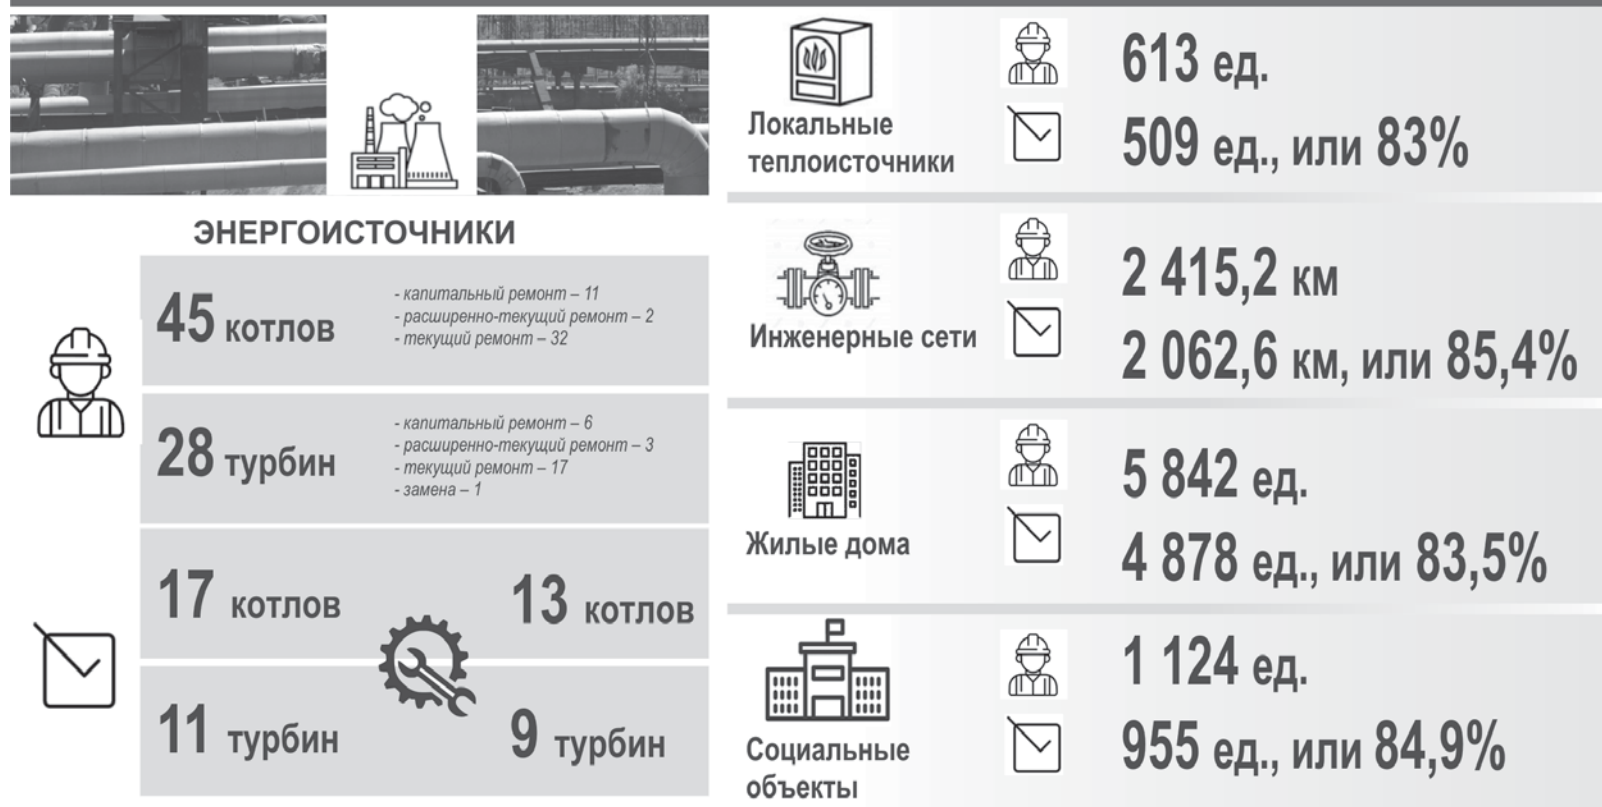 ЭНЕРГОИСТОЧНИКИ
45 котлов
- капитальный ремонт – 11
- расширенно-текущий ремонт – 2
- текущий ремонт – 32
28 турбин
- капитальный ремонт – 6
- расширенно-текущий ремонт – 3
- текущий ремонт – 17
- замена – 1
17 котлов
13 котлов
11 турбин
9 турбин
Локальные
теплоисточники
613 ед.
509 ед., или 83%
Инженерные сети
2 415,2 км
2 062,6 км, или 85,4%
Жилые дома
5 842 ед.
4 878 ед., или 83,5%
Социальные
объекты
1 124 ед.
955 ед., или 84,9%